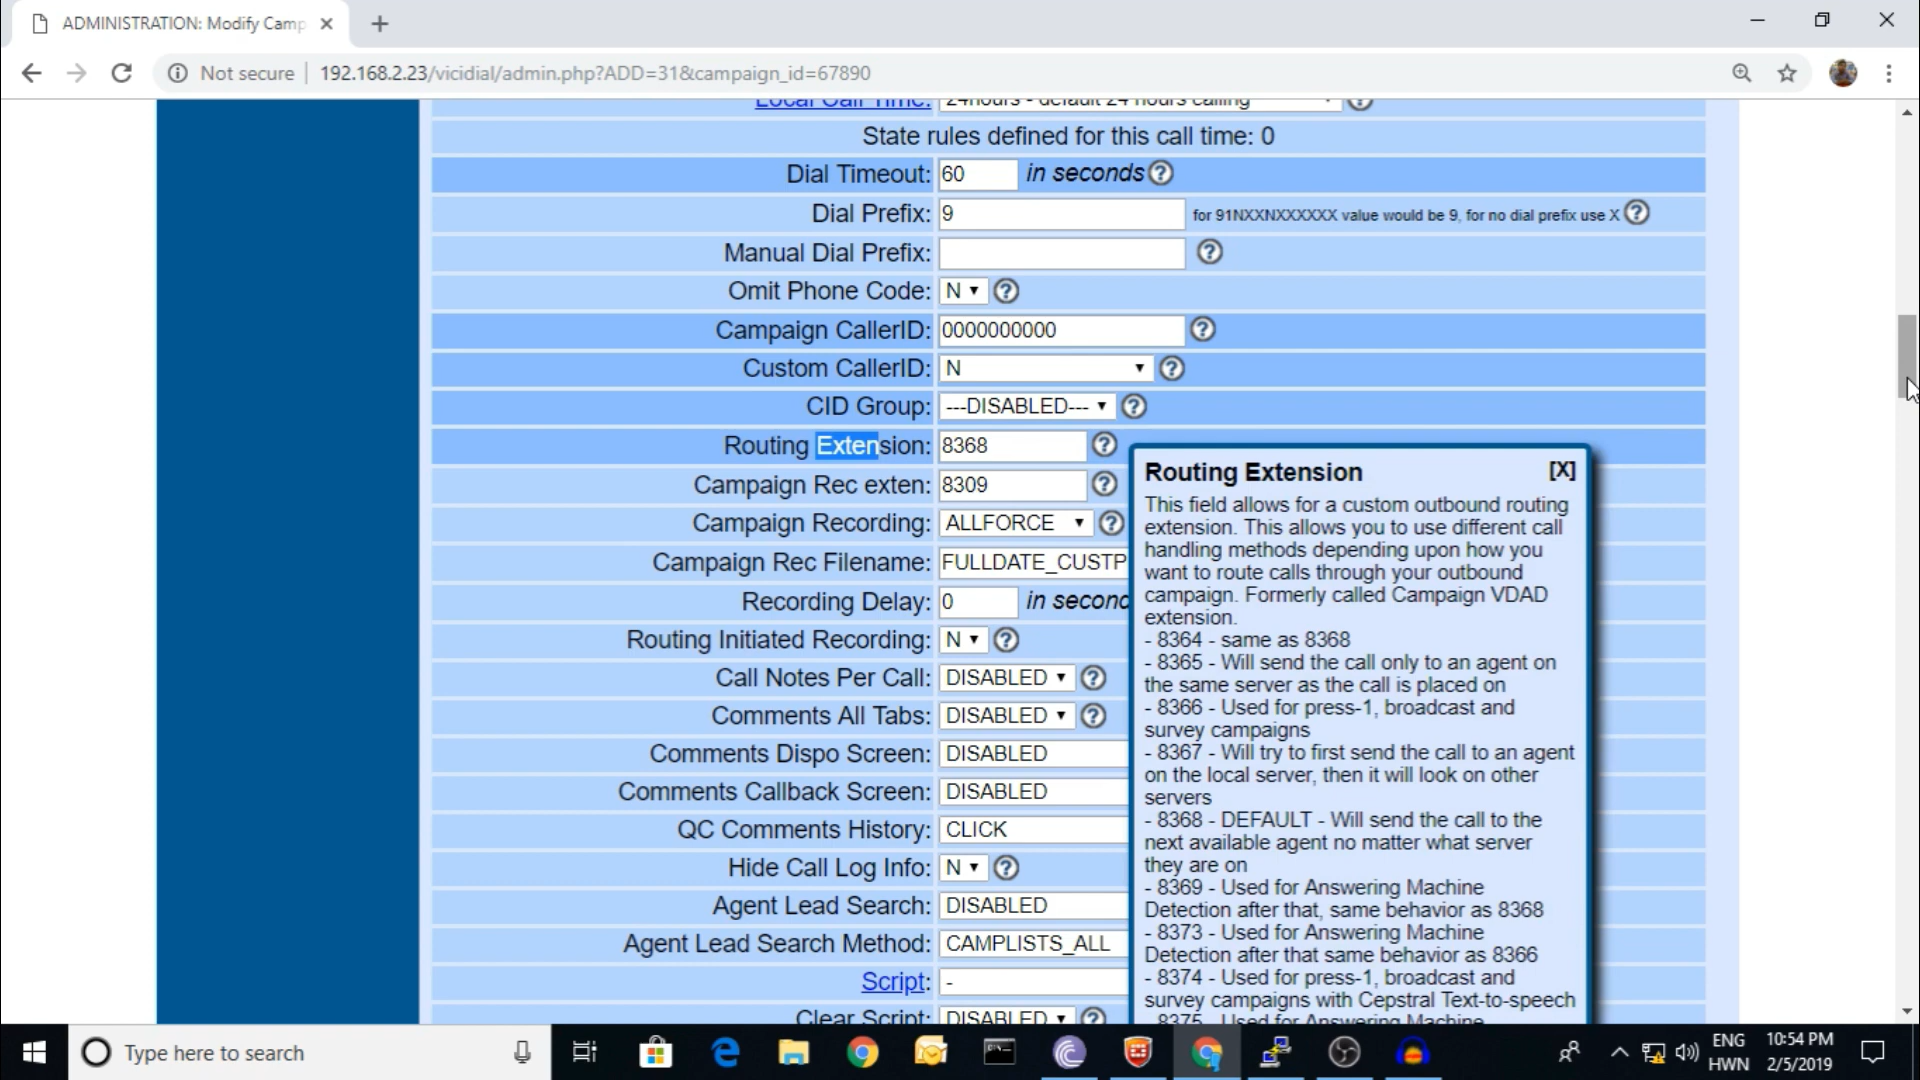 ADMINISTRATION: Modify Camp
Not secure
192.168.2.23/vicidial/admin.php?ADD=31&campaign_id=67890
Local Call Time: 24hours - default 24 hours calling
State rules defined for this call time: 0
Dial Timeout: 60 in seconds
Dial Prefix: 9 for 91NXXNXXXXXX value would be 9, for no dial prefix use X
Manual Dial Prefix:
Omit Phone Code: N
Campaign CallerID: 0000000000
Custom CallerID: N
CID Group: ---DISABLED---
Routing Extension: 8368
Campaign Rec exten: 8309
Campaign Recording: ALLFORCE
Campaign Rec Filename: FULLDATE_CUSTP
Recording Delay: 0 in second
Routing Initiated Recording: N
Call Notes Per Call: DISABLED
Comments All Tabs: DISABLED
Comments Dispo Screen: DISABLED
Comments Callback Screen: DISABLED
QC Comments History: CLICK
Hide Call Log Info: N
Agent Lead Search: DISABLED
Agent Lead Search Method: CAMPLISTS_ALL
Script: -
Clear Script: DISABLED
Routing Extension [X]
This field allows for a custom outbound routing
extension. This allows you to use different call
handling methods depending upon how you
want to route calls through your outbound
campaign. Formerly called Campaign VDAD
extension.
- 8364 - same as 8368
- 8365 - Will send the call only to an agent on
the same server as the call is placed on
- 8366 - Used for press-1, broadcast and
survey campaigns
- 8367 - Will try to first send the call to an agent
on the local server, then it will look on other
servers
- 8368 - DEFAULT - Will send the call to the
next available agent no matter what server
they are on
- 8369 - Used for Answering Machine
Detection after that, same behavior as 8368
- 8373 - Used for Answering Machine
Detection after that same behavior as 8366
- 8374 - Used for press-1, broadcast and
survey campaigns with Cepstral Text-to-speech
- 8375 - Used for Answering Machine
Type here to search
ENG
HWN
10:54 PM
2/5/2019